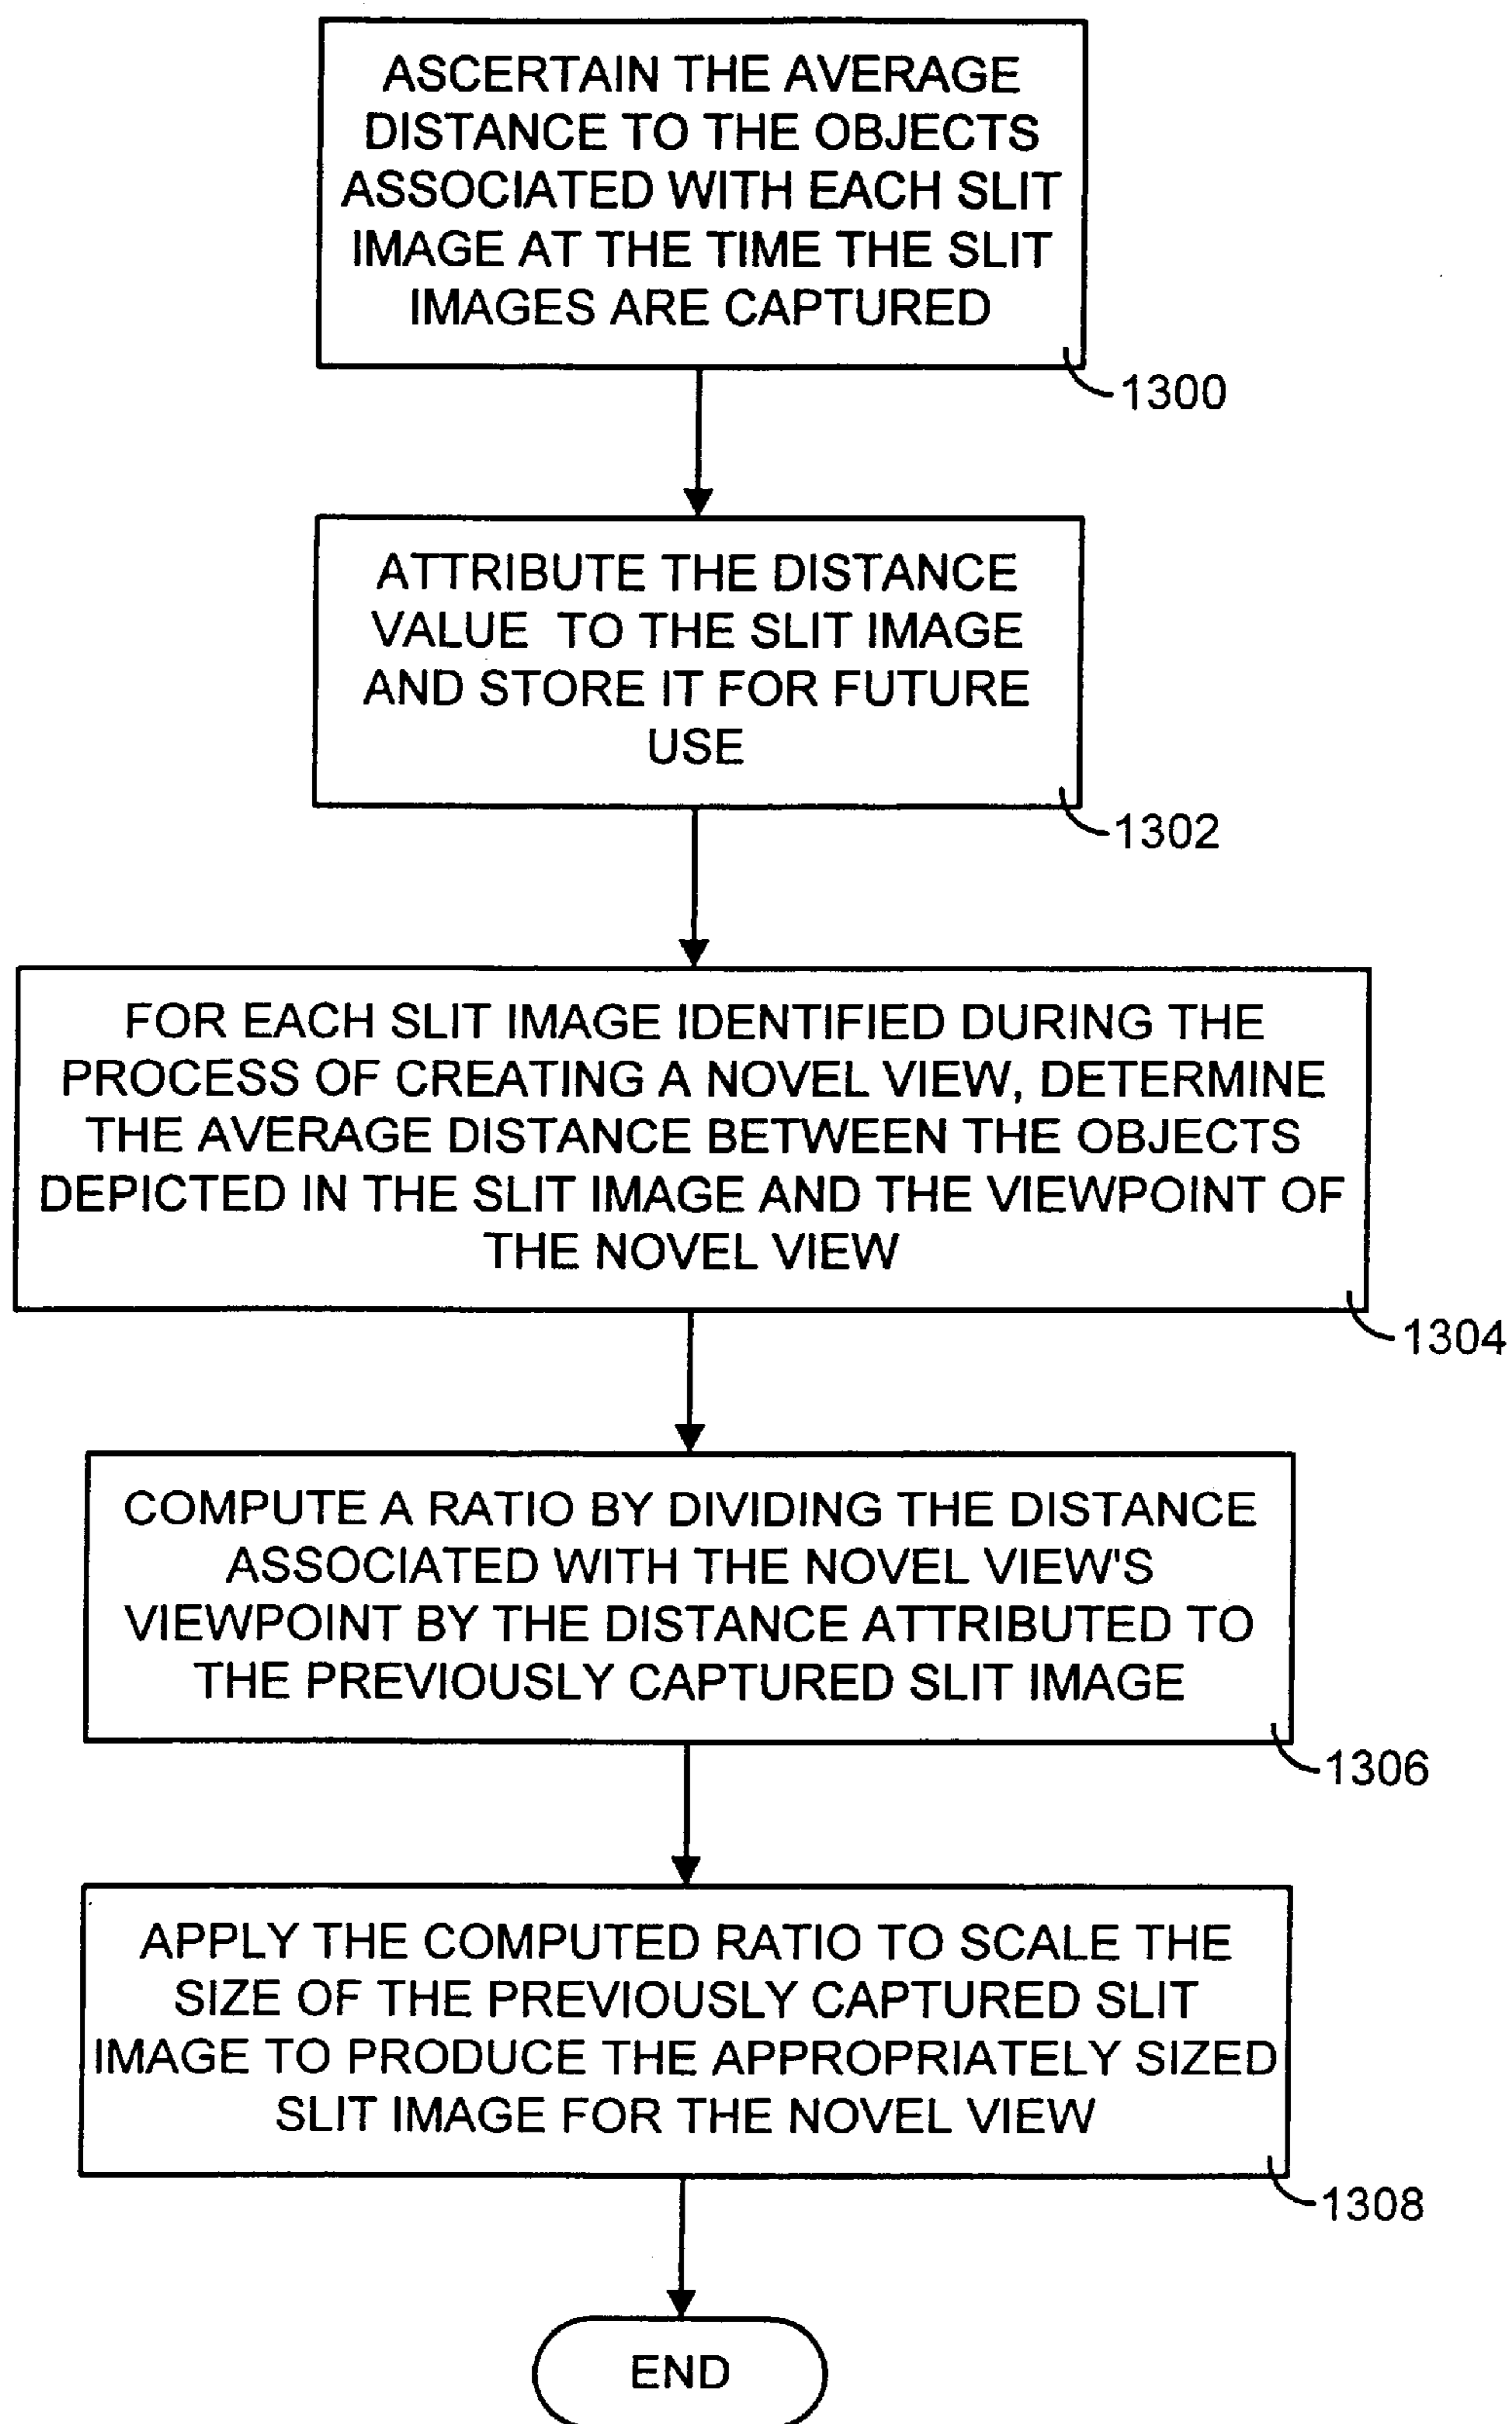 ASCERTAIN THE AVERAGE
DISTANCE TO THE OBJECTS
ASSOCIATED WITH EACH SLIT
IMAGE AT THE TIME THE SLIT
IMAGES ARE CAPTURED
1300
ATTRIBUTE THE DISTANCE
VALUE TO THE SLIT IMAGE
AND STORE IT FOR FUTURE
USE
1302
FOR EACH SLIT IMAGE IDENTIFIED DURING THE
PROCESS OF CREATING A NOVEL VIEW, DETERMINE
THE AVERAGE DISTANCE BETWEEN THE OBJECTS
DEPICTED IN THE SLIT IMAGE AND THE VIEWPOINT OF
THE NOVEL VIEW
1304
COMPUTE A RATIO BY DIVIDING THE DISTANCE
ASSOCIATED WITH THE NOVEL VIEW'S
VIEWPOINT BY THE DISTANCE ATTRIBUTED TO
THE PREVIOUSLY CAPTURED SLIT IMAGE
1306
APPLY THE COMPUTED RATIO TO SCALE THE
SIZE OF THE PREVIOUSLY CAPTURED SLIT
IMAGE TO PRODUCE THE APPROPRIATELY SIZED
SLIT IMAGE FOR THE NOVEL VIEW
1308
END